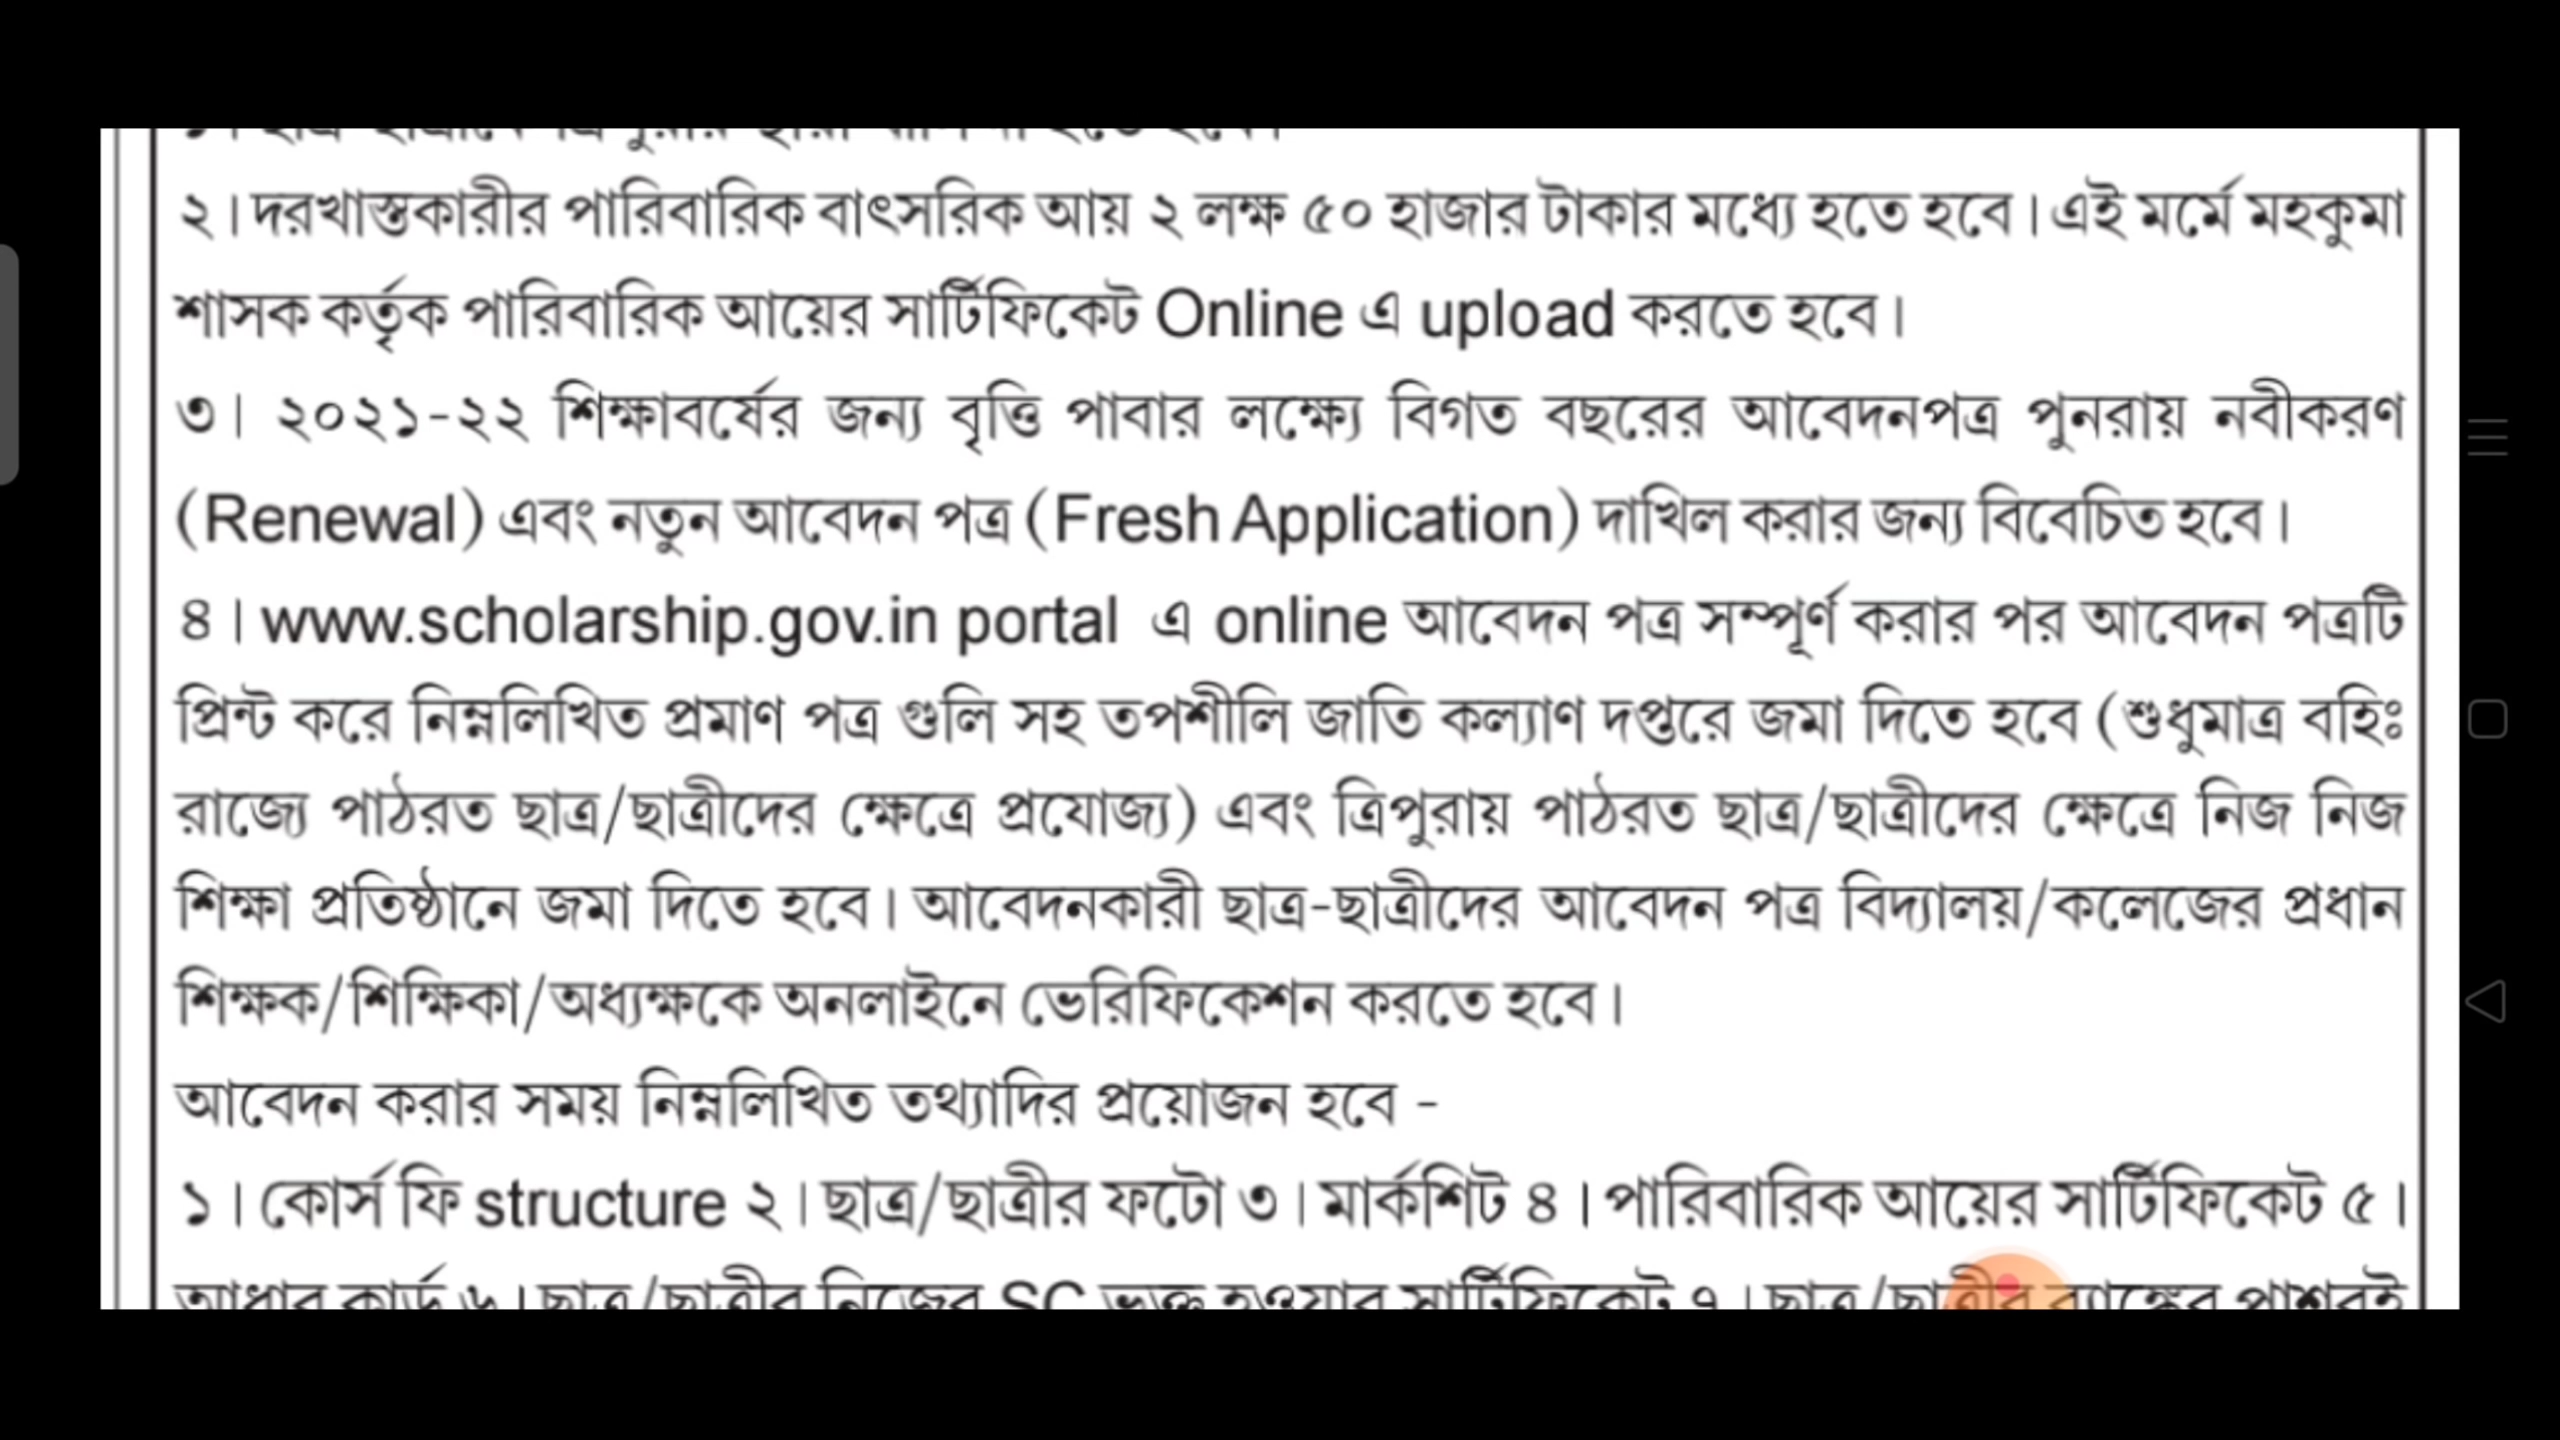 ২। দরখাস্তকারীর পারিবারিক বাৎসরিক আয় ২ লক্ষ ৫০ হাজার টাকার মধ্যে হতে হবে। এই মর্মে মহকুমা
শাসক কর্তৃক পারিবারিক আয়ের সার্টিফিকেট Online এ upload করতে হবে।
৩। ২০২১-২২ শিক্ষাবর্ষের জন্য বৃত্তি পাবার লক্ষ্যে বিগত বছরের আবেদনপত্র পুনরায় নবীকরণ
(Renewal) এবং নতুন আবেদন পত্র (Fresh Application) দাখিল করার জন্য বিবেচিত হবে।
৪। www.scholarship.gov.in portal এ online আবেদন পত্র সম্পূর্ণ করার পর আবেদন পত্রটি
প্রিন্ট করে নিম্নলিখিত প্রমাণ পত্র গুলি সহ তপশীলি জাতি কল্যাণ দপ্তরে জমা দিতে হবে (শুধুমাত্র বহিঃ
রাজ্যে পাঠরত ছাত্র/ছাত্রীদের ক্ষেত্রে প্রযোজ্য) এবং ত্রিপুরায় পাঠরত ছাত্র/ছাত্রীদের ক্ষেত্রে নিজ নিজ
শিক্ষা প্রতিষ্ঠানে জমা দিতে হবে। আবেদনকারী ছাত্র-ছাত্রীদের আবেদন পত্র বিদ্যালয়/কলেজের প্রধান
শিক্ষক/শিক্ষিকা/অধ্যক্ষকে অনলাইনে ভেরিফিকেশন করতে হবে।
আবেদন করার সময় নিম্নলিখিত তথ্যাদির প্রয়োজন হবে -
১। কোর্স ফি structure ২। ছাত্র/ছাত্রীর ফটো ৩। মার্কশিট ৪। পারিবারিক আয়ের সার্টিফিকেট ৫।
আধার কার্ড ৬। ছাত্র/ছাত্রীর নিজের SC ভুক্ত হওয়ার সার্টিফিকেট ৭। ছাত্র/ছাত্রীর ব্যাঙ্কের পাশবই